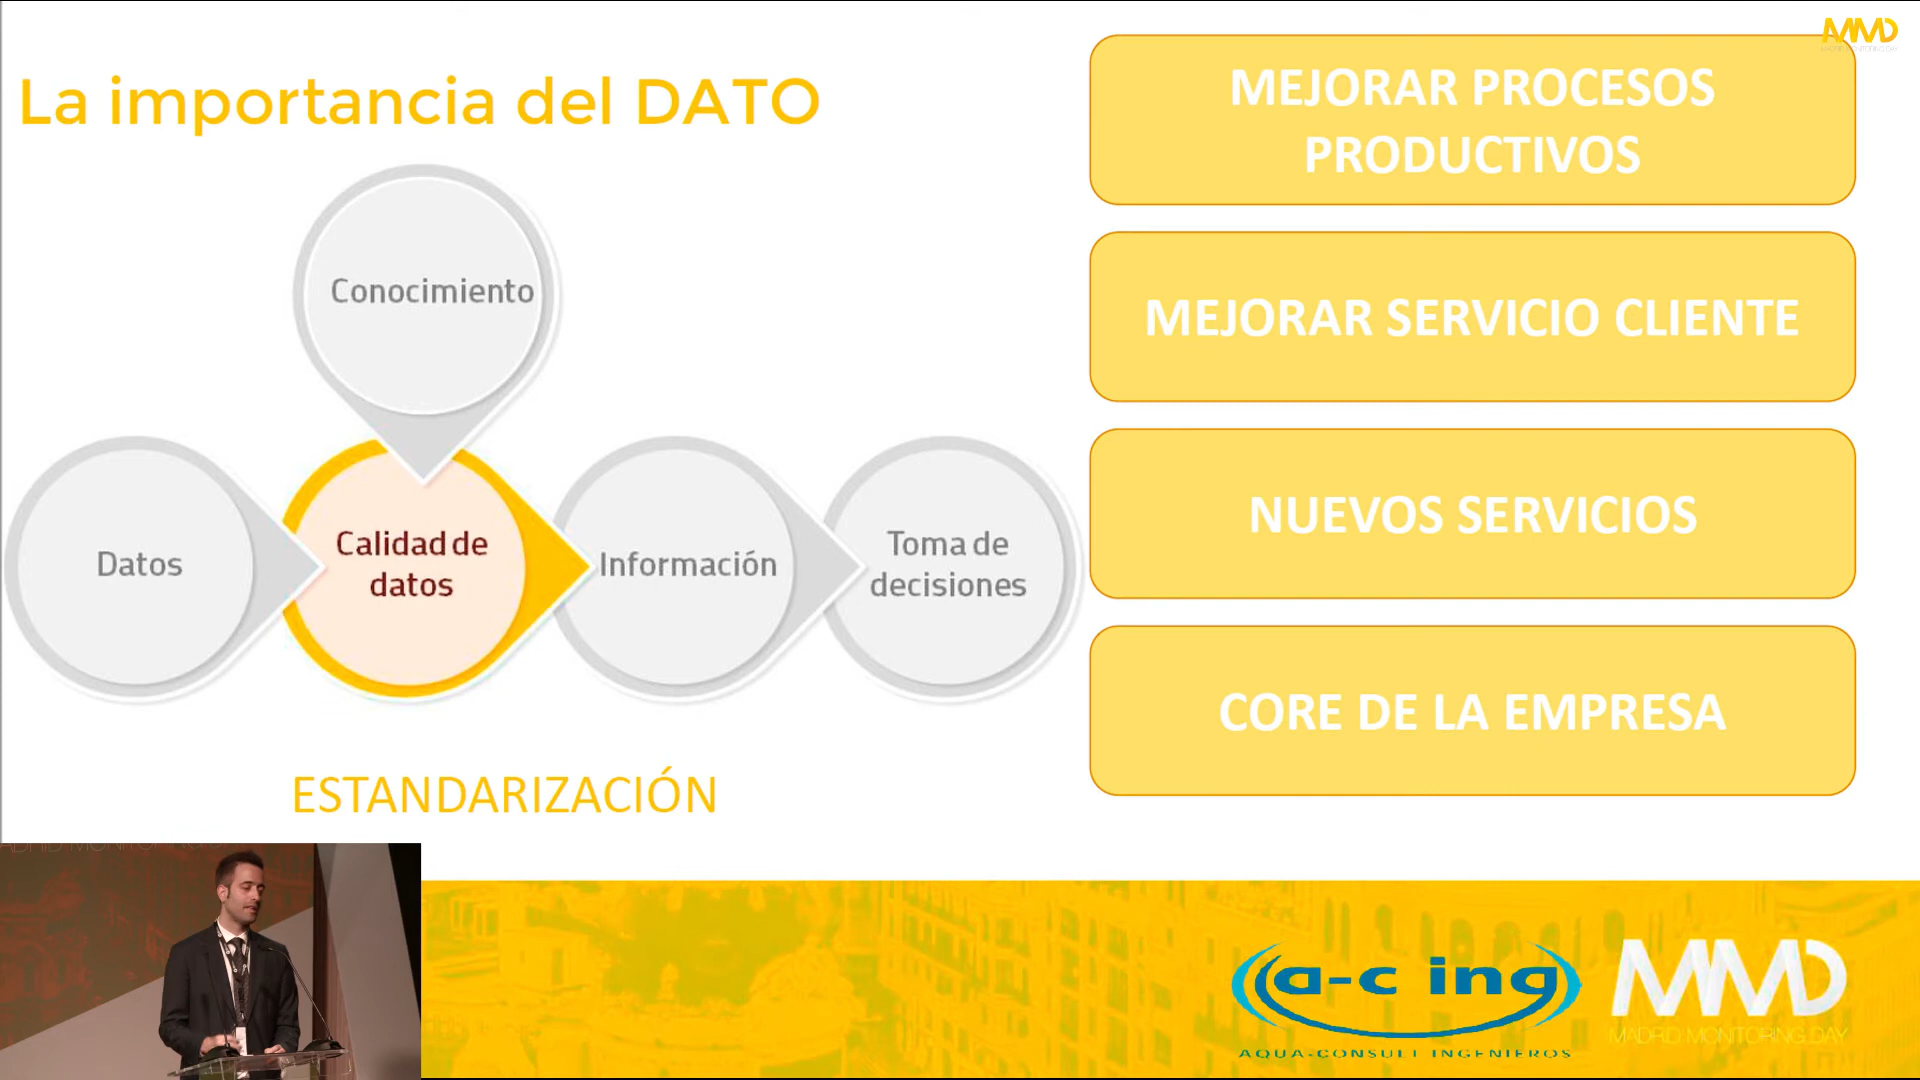 La importancia del DATO
Conocimiento
Datos
Calidad de
datos
Información
Toma de
decisiones
ESTANDARIZACIÓN
MMD
MEJORAR PROCESOS
PRODUCTIVOS
MEJORAR SERVICIO CLIENTE
NUEVOS SERVICIOS
CORE DE LA EMPRESA
a-c ing
AQUA-CONSULT INGENIEROS
MMD
MADRID MONITORING DAY